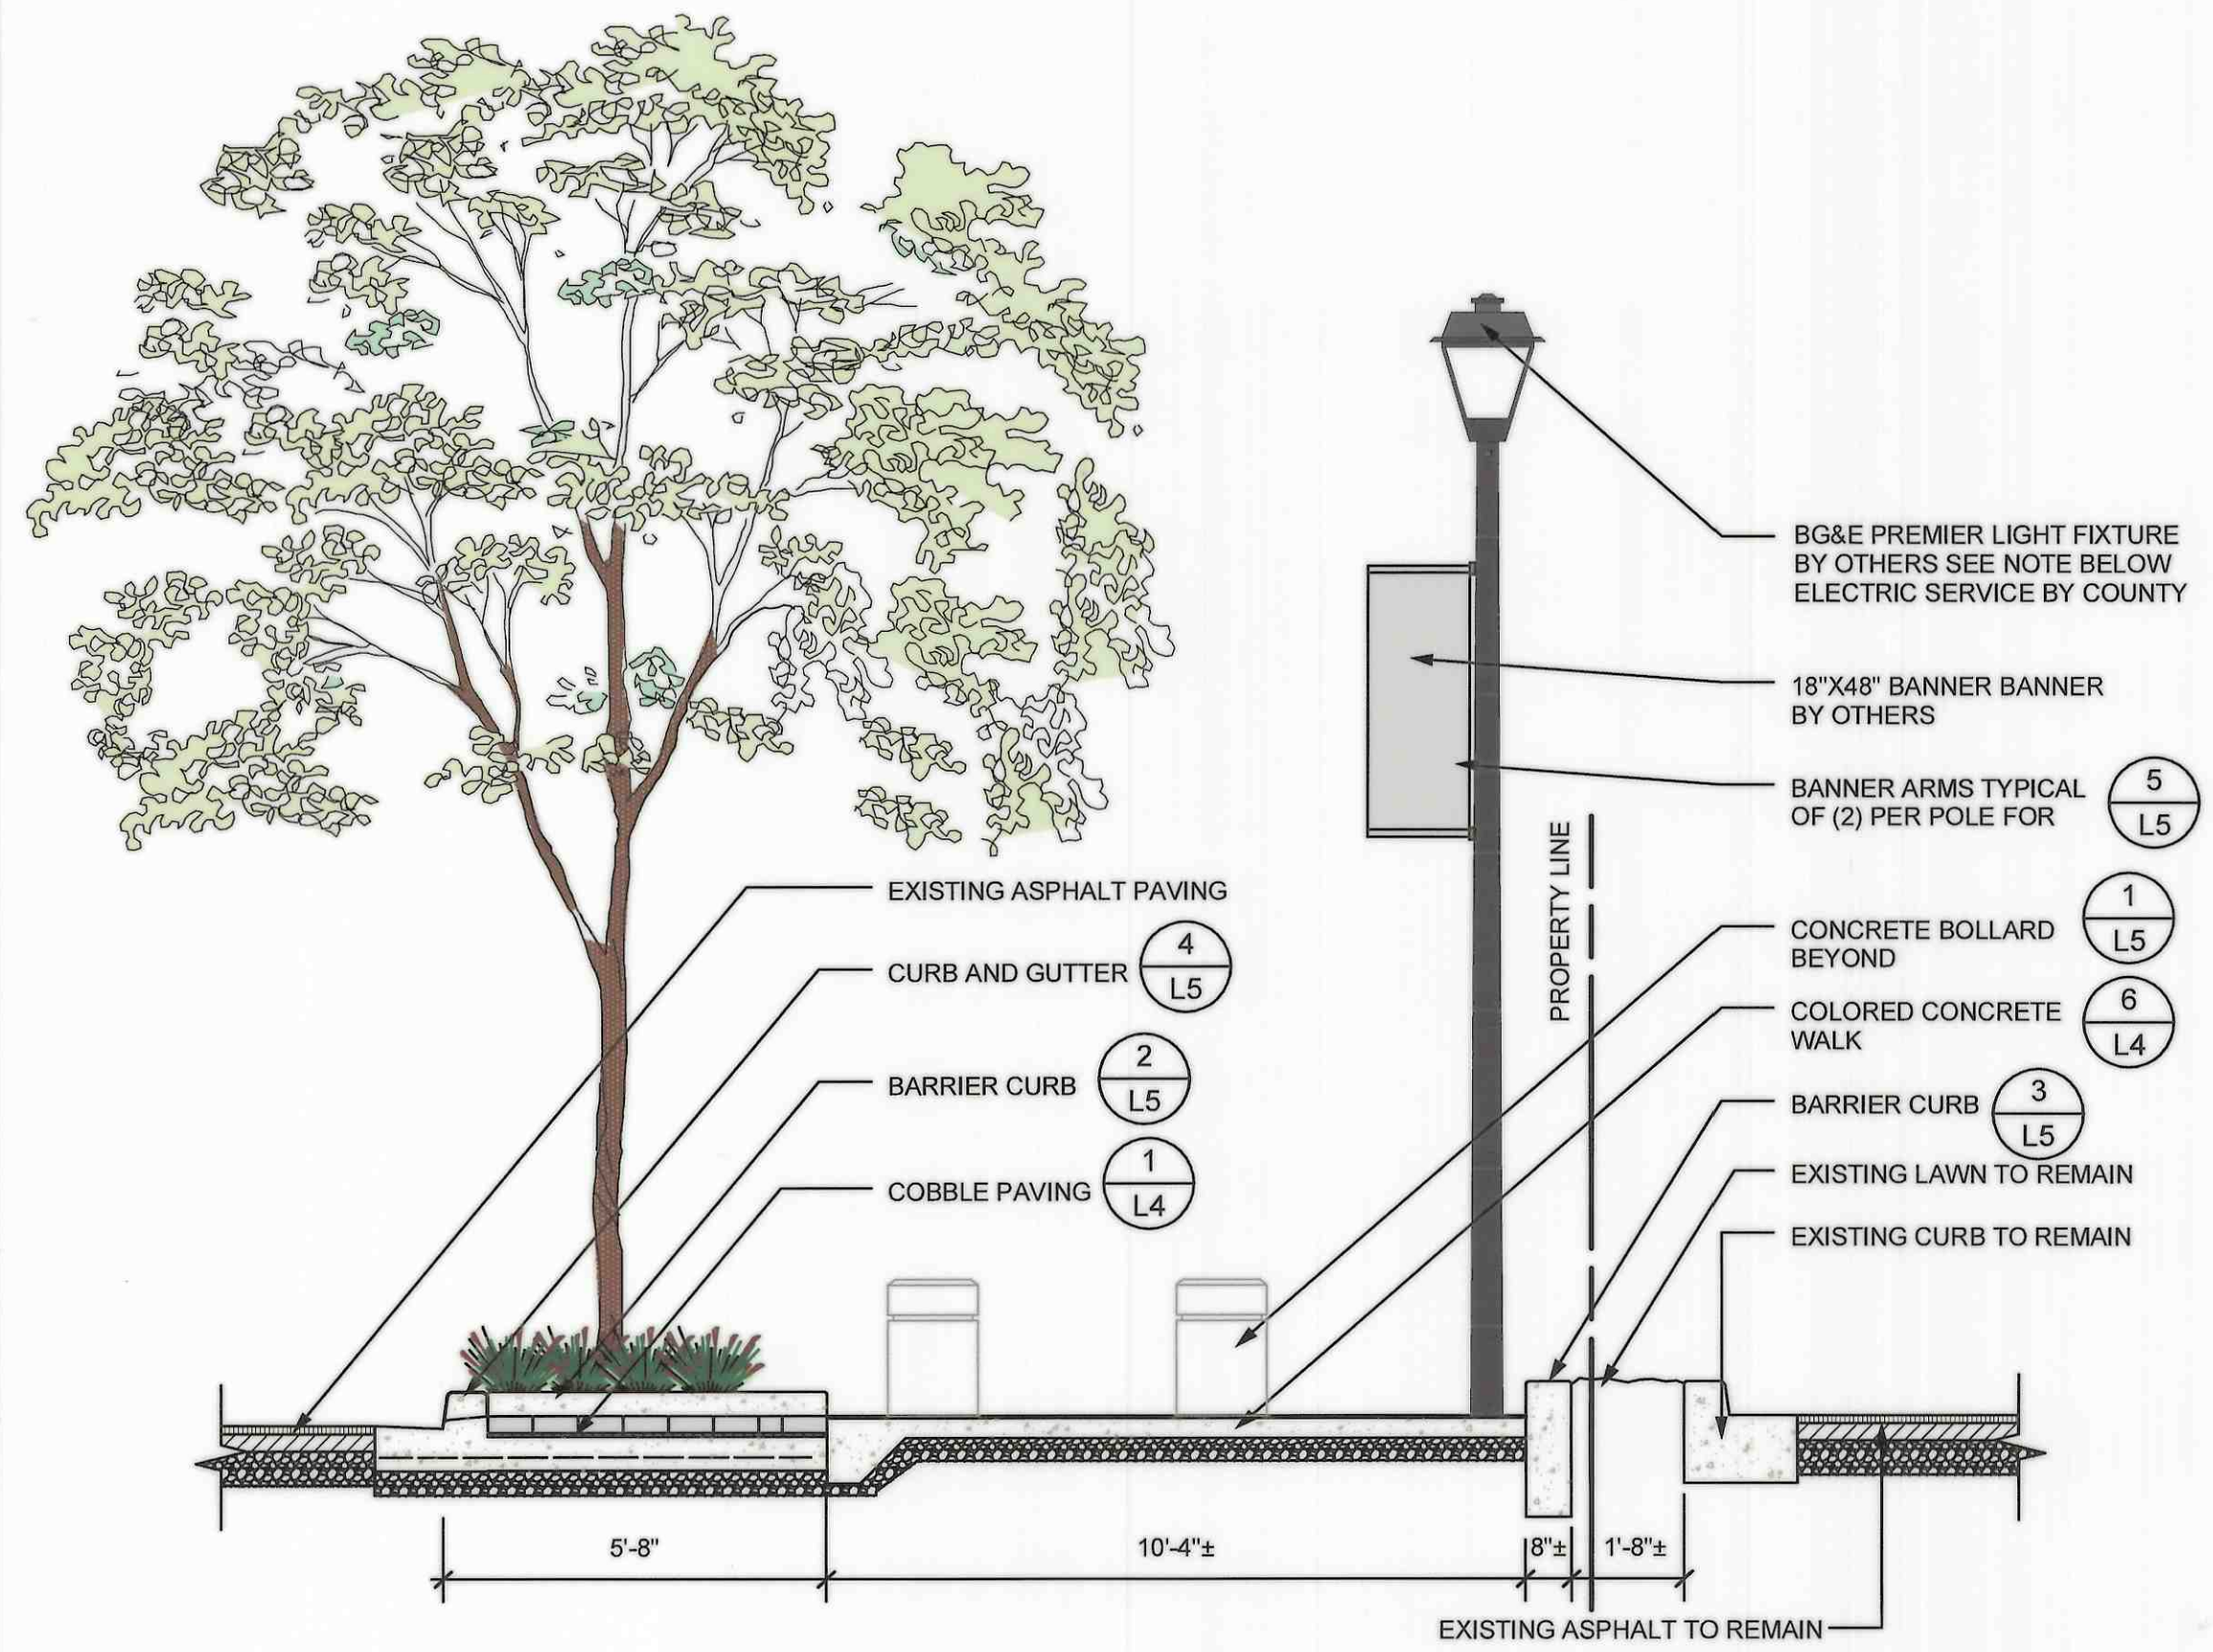 BG&E PREMIER LIGHT FIXTURE
BY OTHERS SEE NOTE BELOW
ELECTRIC SERVICE BY COUNTY
18"X48" BANNER BANNER
BY OTHERS
BANNER ARMS TYPICAL
OF (2) PER POLE FOR
5
L5
PROPERTY LINE
EXISTING ASPHALT PAVING
CURB AND GUTTER
4
L5
BARRIER CURB
2
L5
COBBLE PAVING
1
L4
CONCRETE BOLLARD
BEYOND
1
L5
COLORED CONCRETE
WALK
6
L4
BARRIER CURB
3
L5
EXISTING LAWN TO REMAIN
EXISTING CURB TO REMAIN
5'-8"
10'-4"±
8"±
1'-8"±
EXISTING ASPHALT TO REMAIN